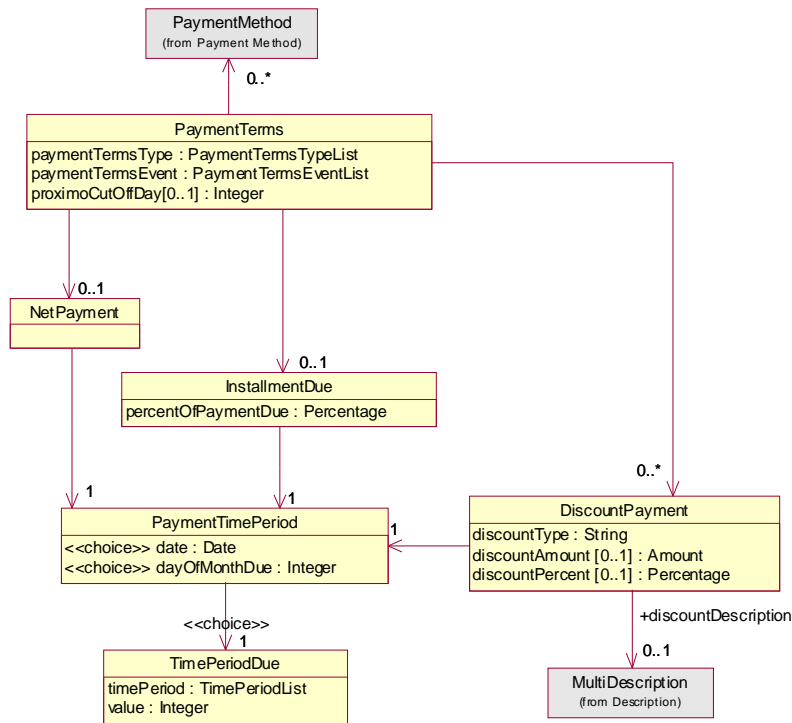 PaymentMethod
(from Payment Method)
0..*
PaymentTerms
paymentTermsType : PaymentTermsTypeList
paymentTermsEvent : PaymentTermsEventList
proximoCutOffDay[0..1] : Integer
0..1
NetPayment
0..1
InstallmentDue
percentOfPaymentDue : Percentage
0..*
1
1
PaymentTimePeriod
<<choice>> date : Date
<<choice>> dayOfMonthDue : Integer
1
DiscountPayment
discountType : String
discountAmount [0..1] : Amount
discountPercent [0..1] : Percentage
<<choice>>
1
+discountDescription
0..1
TimePeriodDue
timePeriod : TimePeriodList
value : Integer
MultiDescription
(from Description)